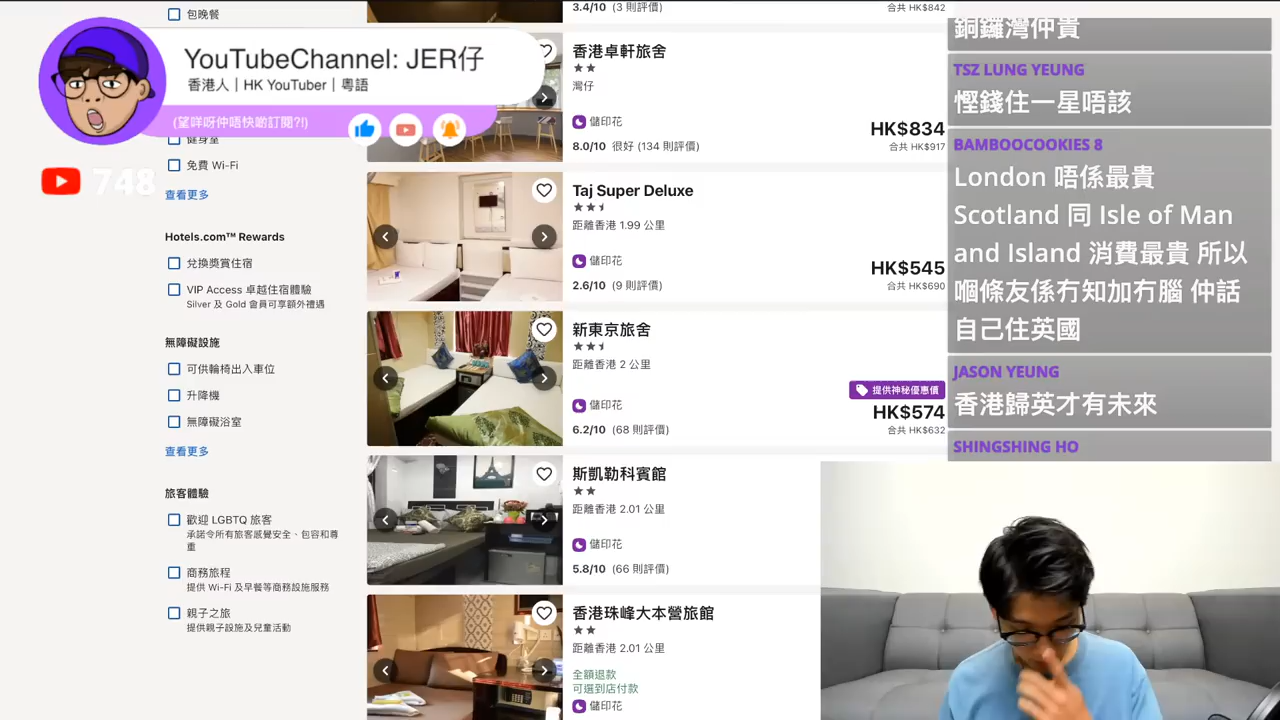 包晚餐
YouTubeChannel: JER仔
香港人 | HK YouTuber | 粵語
(望咩呀仲唔快啲訂閱?!)
748
健身室
免費 Wi-Fi
查看更多
Hotels.com™ Rewards
兌換獎賞住宿
VIP Access 卓越住宿體驗
Silver 及 Gold 會員可享額外禮遇
無障礙設施
可供輪椅出入車位
升降機
無障礙浴室
查看更多
旅客體驗
歡迎 LGBTQ 旅客
承諾令所有旅客感覺安全、包容和尊
重
商務旅程
提供 Wi-Fi 及早餐等商務設施服務
親子之旅
提供親子設施及兒童活動
3.4/10 (3 則評價)
合共 HK$842
香港卓軒旅舍
灣仔
儲印花
8.0/10 很好 (134 則評價)
HK$834
合共 HK$917
Taj Super Deluxe
距離香港 1.99 公里
儲印花
2.6/10 (9 則評價)
HK$545
合共 HK$690
新東京旅舍
距離香港 2 公里
儲印花
6.2/10 (68 則評價)
提供神秘優惠價
HK$574
合共 HK$632
斯凱勒科賓館
距離香港 2.01 公里
儲印花
5.8/10 (66 則評價)
香港珠峰大本營旅館
距離香港 2.01 公里
全額退款
可選到店付款
儲印花
銅鑼灣仲貴
TSZ LUNG YEUNG
慳錢住一星唔該
BAMBOOCOOKIES 8
London 唔係最貴
Scotland 同 Isle of Man
and Island 消費最貴 所以
嗰條友係冇知加冇腦 仲話
自己住英國
JASON YEUNG
香港歸英才有未來
SHINGSHING HO